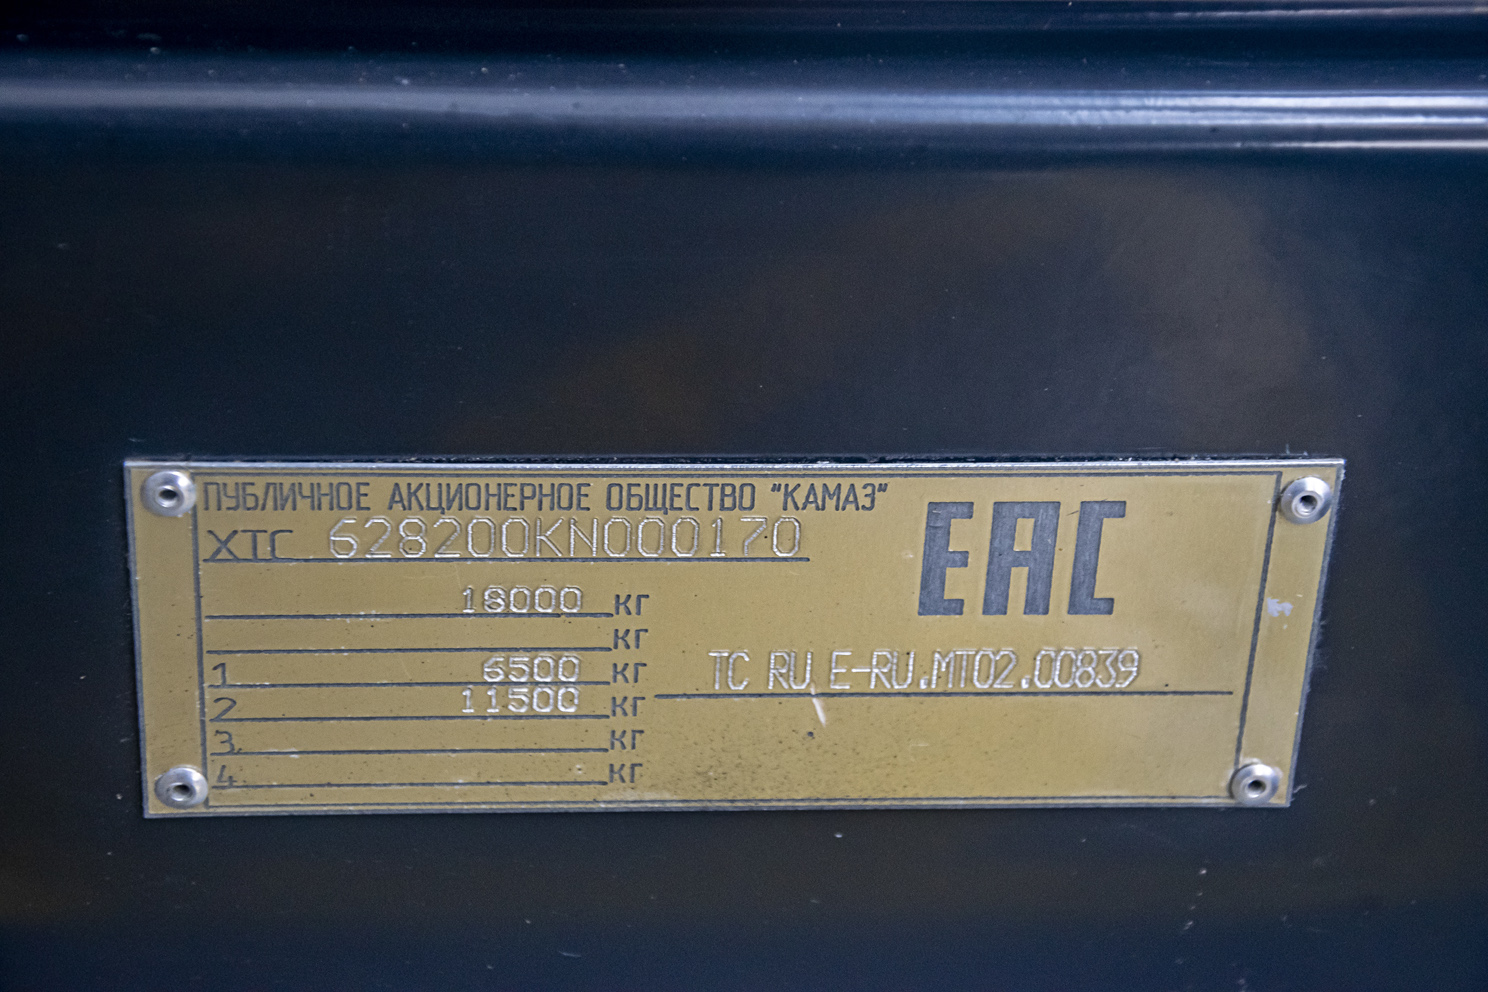 ПУБЛИЧНОЕ АКЦИОНЕРНОЕ ОБЩЕСТВО "КАМАЗ"
XTC 628200KN000170
EAC
18000 кг
кг
1 6500 кг
2 11500 кг
3 кг
4 кг
TC RU E-RU.MT02.00839